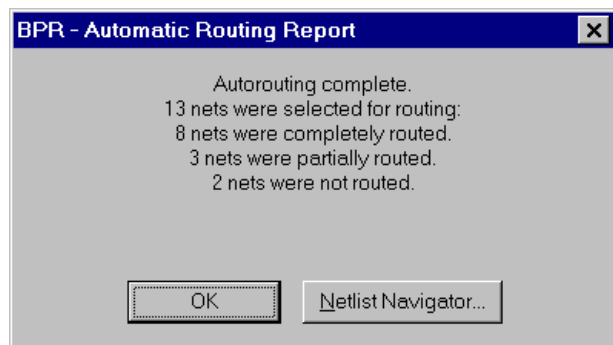 BPR - Automatic Routing Report
Autorouting complete.
13 nets were selected for routing:
8 nets were completely routed.
3 nets were partially routed.
2 nets were not routed.
OK
Netlist Navigator...